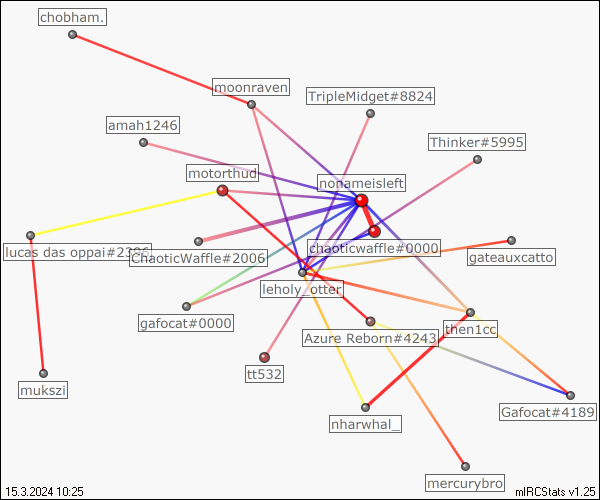 chobham.
moonraven
TripleMidget#8824
amah1246
Thinker#5995
motorthud
nonameisleft
lucas das oppai#2306
ChaoticWaffle#2006
chaoticwaffle#0000
gateauxcatto
leholy_otter
gafocat#0000
Azure Reborn#4243
then1cc
tt532
mukszi
nharwhal_
Gafocat#4189
mercurybro
15.3.2024 10:25
mIRCStats v1.25